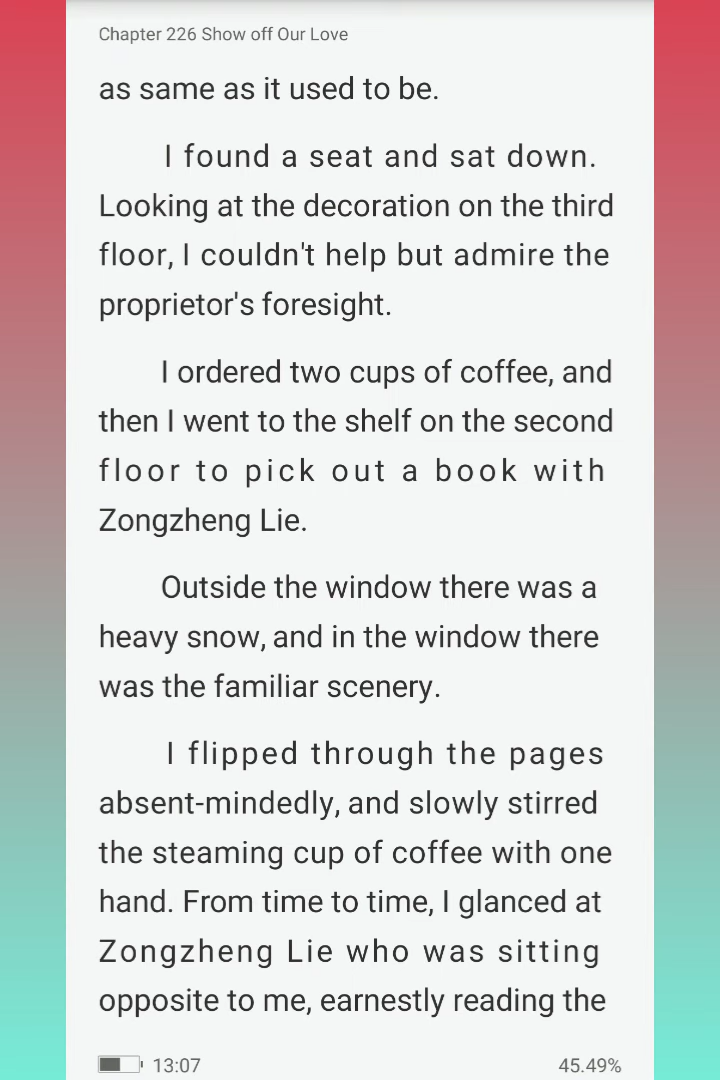 Chapter 226 Show off Our Love
as same as it used to be.
I found a seat and sat down.
Looking at the decoration on the third
floor, I couldn't help but admire the
proprietor's foresight.
I ordered two cups of coffee, and
then I went to the shelf on the second
floor to pick out a book with
Zongzheng Lie.
Outside the window there was a
heavy snow, and in the window there
was the familiar scenery.
I flipped through the pages
absent-mindedly, and slowly stirred
the steaming cup of coffee with one
hand. From time to time, I glanced at
Zongzheng Lie who was sitting
opposite to me, earnestly reading the
13:07
45.49%